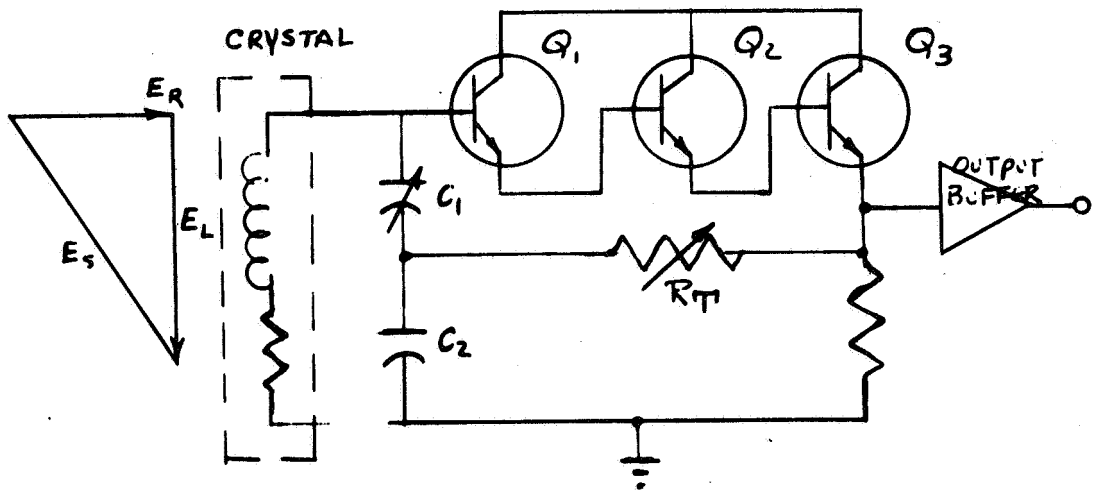 CRYSTAL
Q1
Q2
Q3
ER
EL
ES
C1
C2
RT
OUTPUT
BUFFER